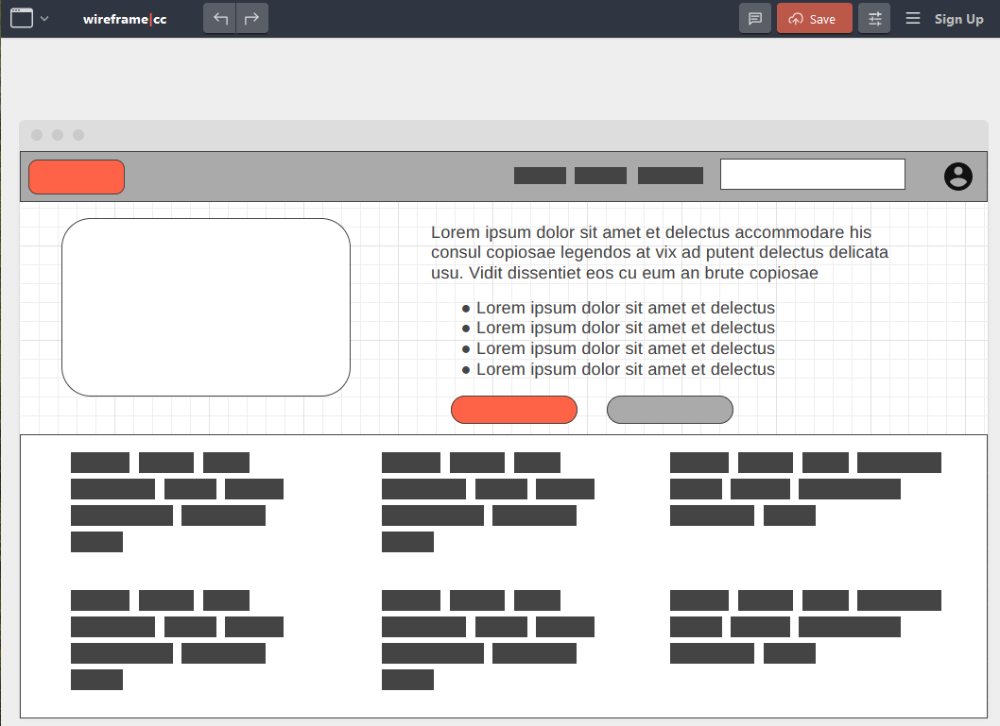 wireframe|cc
Save
Sign Up
Lorem ipsum dolor sit amet et delectus accommodare his
consul copiosae legendos at vix ad putent delectus delicata
usu. Vidit dissentiet eos cu eum an brute copiosae
● Lorem ipsum dolor sit amet et delectus
● Lorem ipsum dolor sit amet et delectus
● Lorem ipsum dolor sit amet et delectus
● Lorem ipsum dolor sit amet et delectus